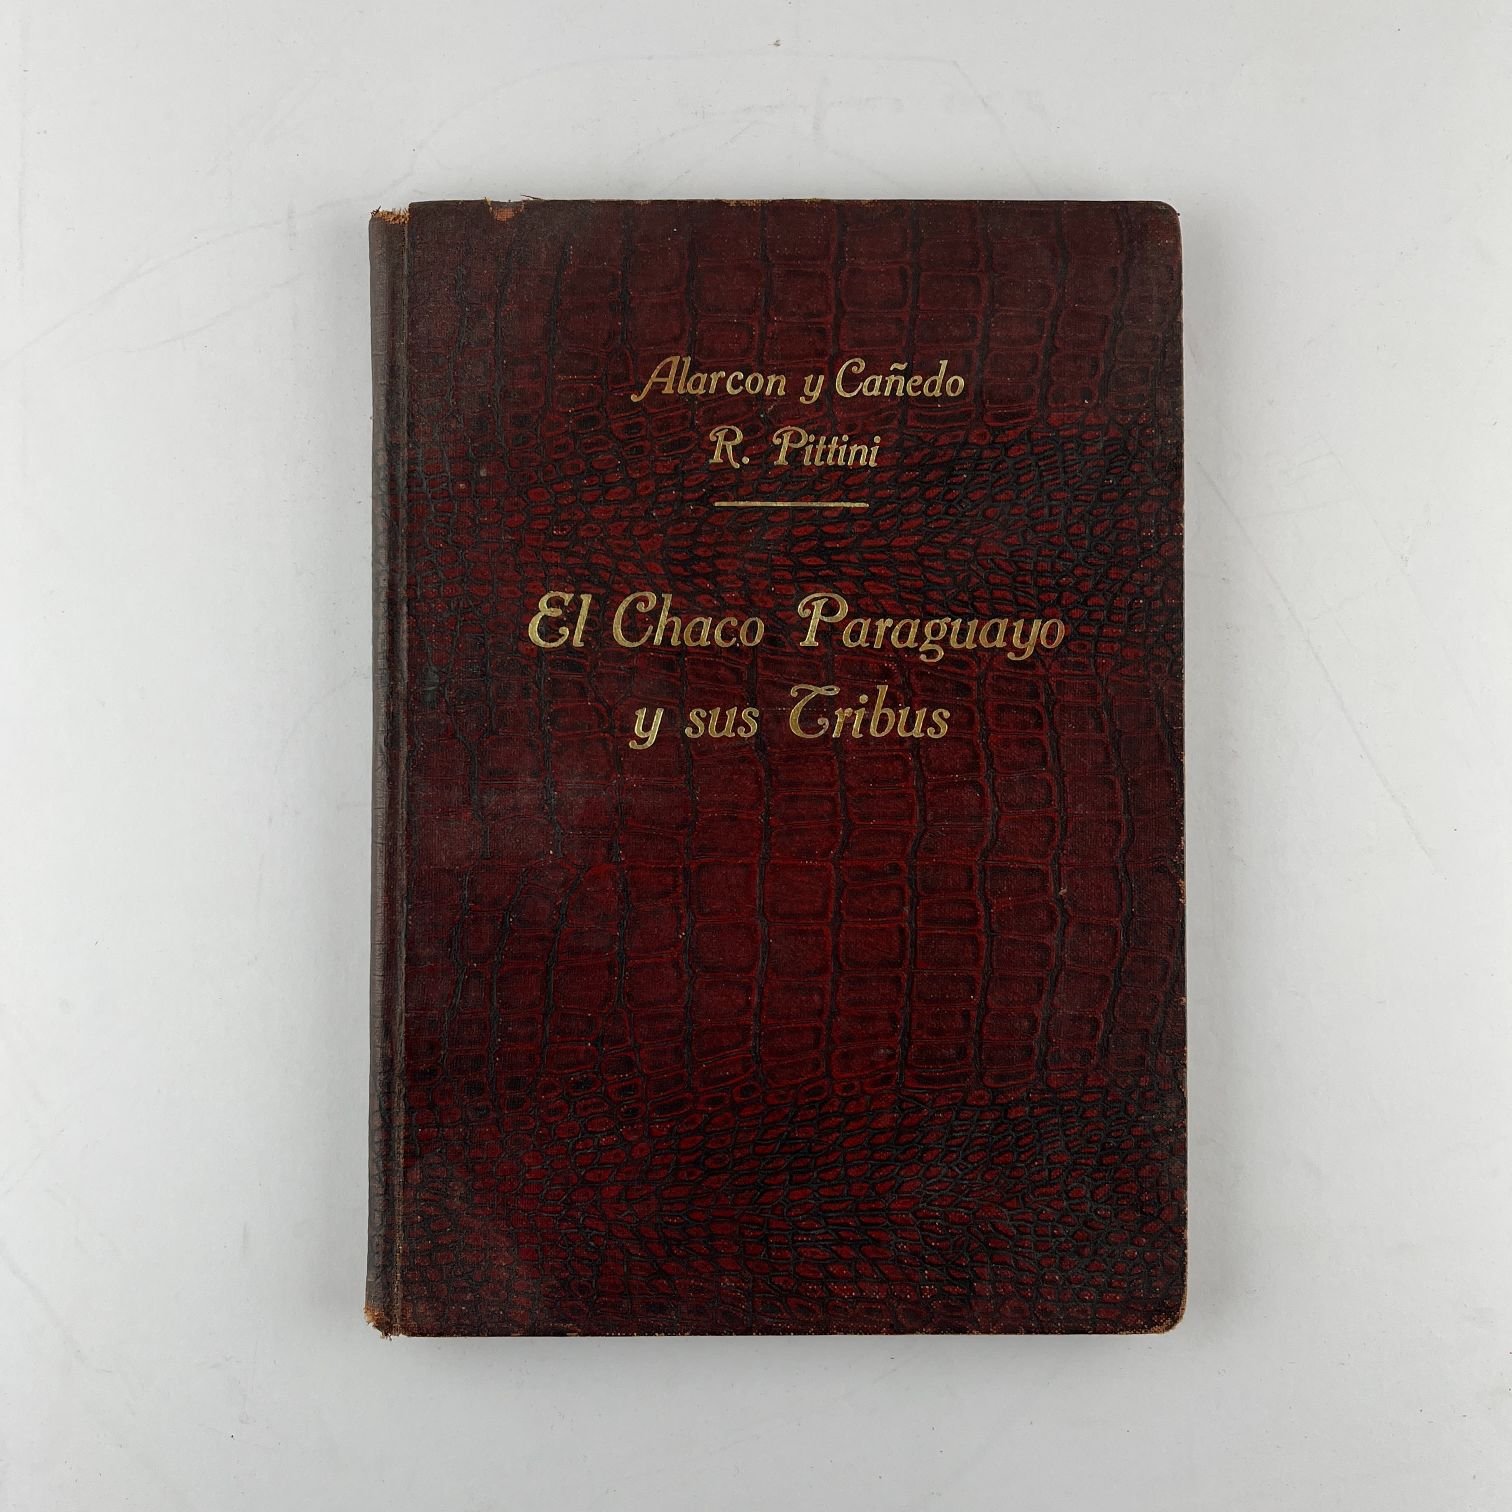 Alarcon y Cañedo
R. Pittini
El Chaco Paraguayo
y sus Tribus